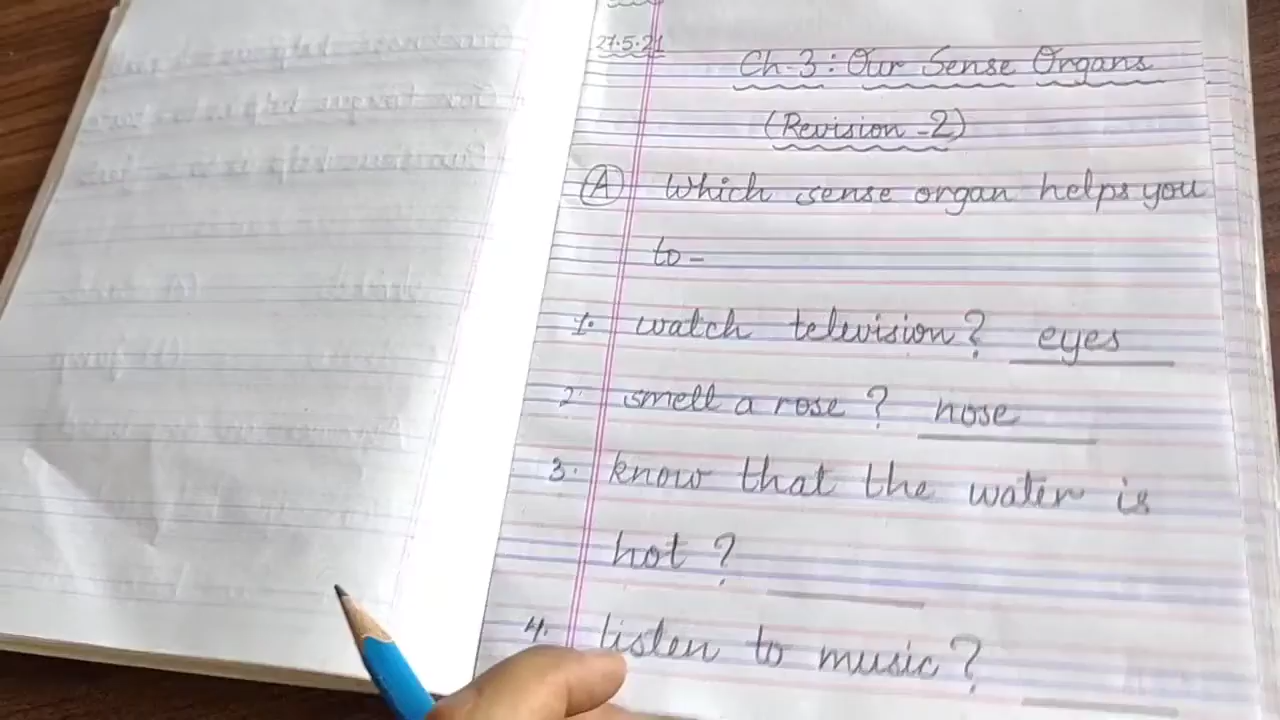 27.5.21
Ch-3: Our Sense Organs
(Revision-2)
(A) Which sense organ helps you
to-
1. watch television? eyes
2. smell a rose? nose
3. know that the water is
hot?
4. listen to music?